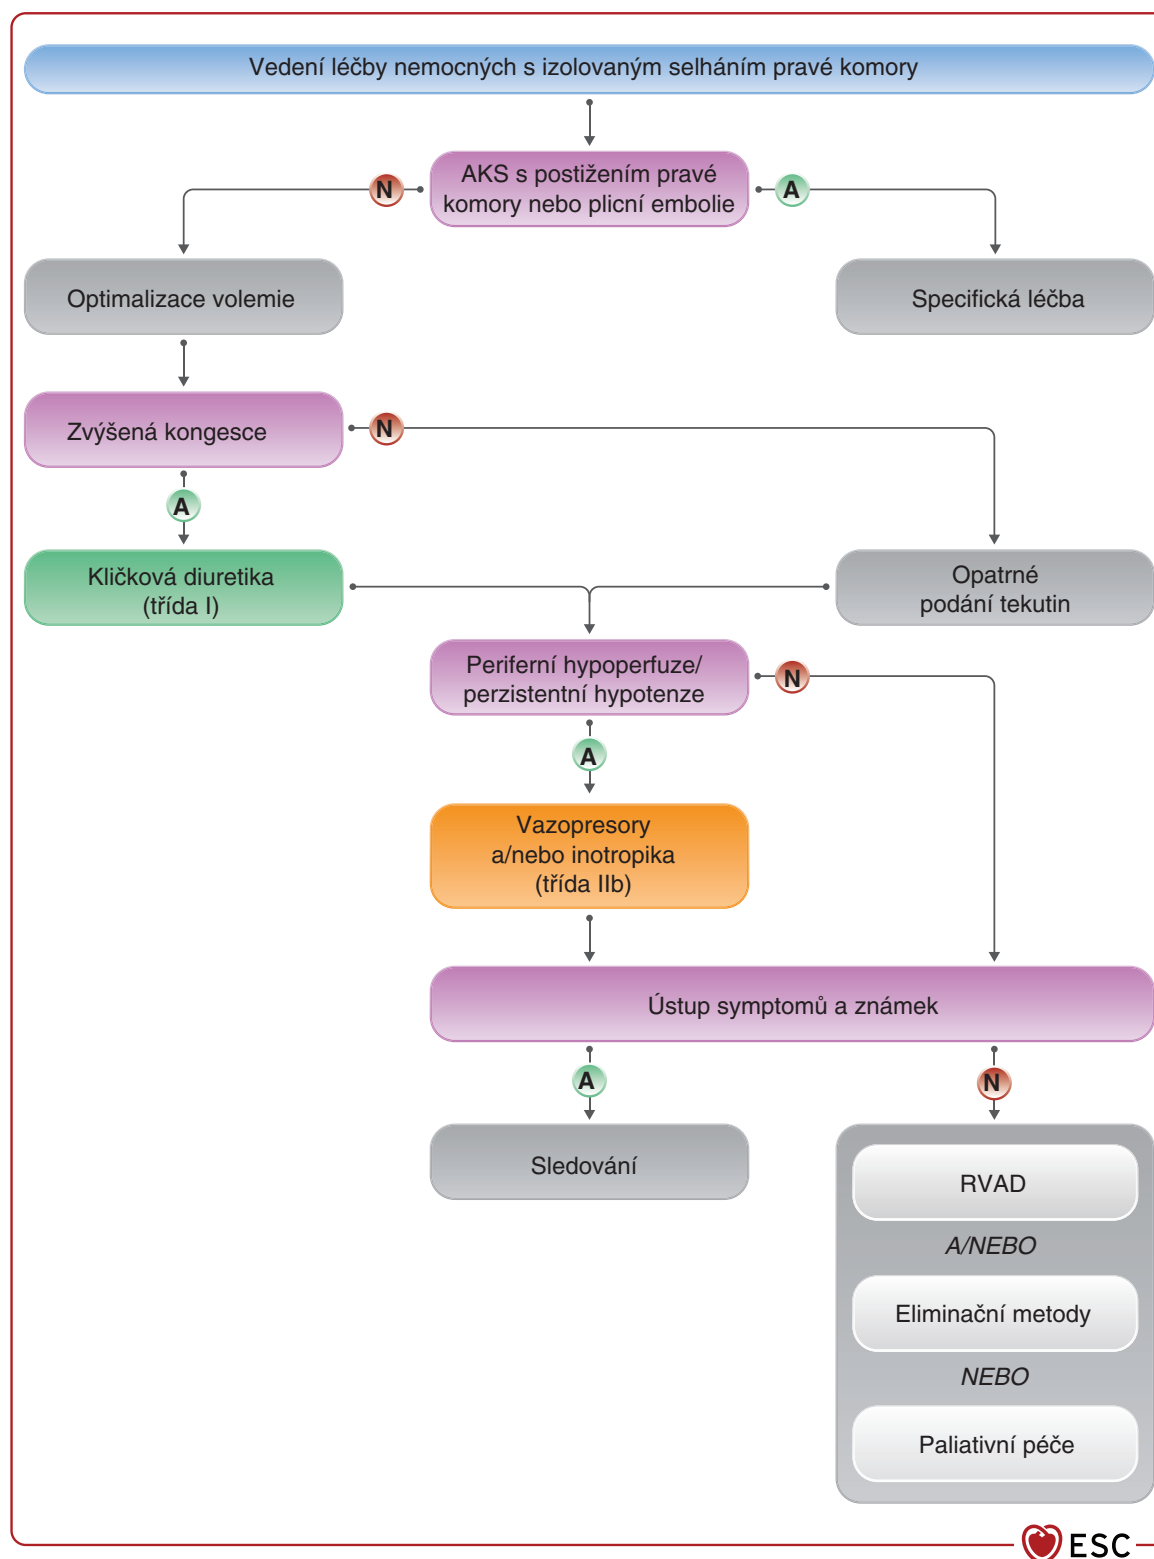 Vedení léčby nemocných s izolovaným selháním pravé komory
AKS s postižením pravé
komory nebo plicní embolie
N
A
Optimalizace volemie
Specifická léčba
Zvýšená kongesce
N
A
Kličková diuretika
(třída I)
Opatrné
podání tekutin
Periferní hypoperfuze/
perzistentní hypotenze
N
A
Vazopresory
a/nebo inotropika
(třída IIb)
Ústup symptomů a známek
A
N
Sledování
RVAD
A/NEBO
Eliminační metody
NEBO
Paliativní péče
ESC